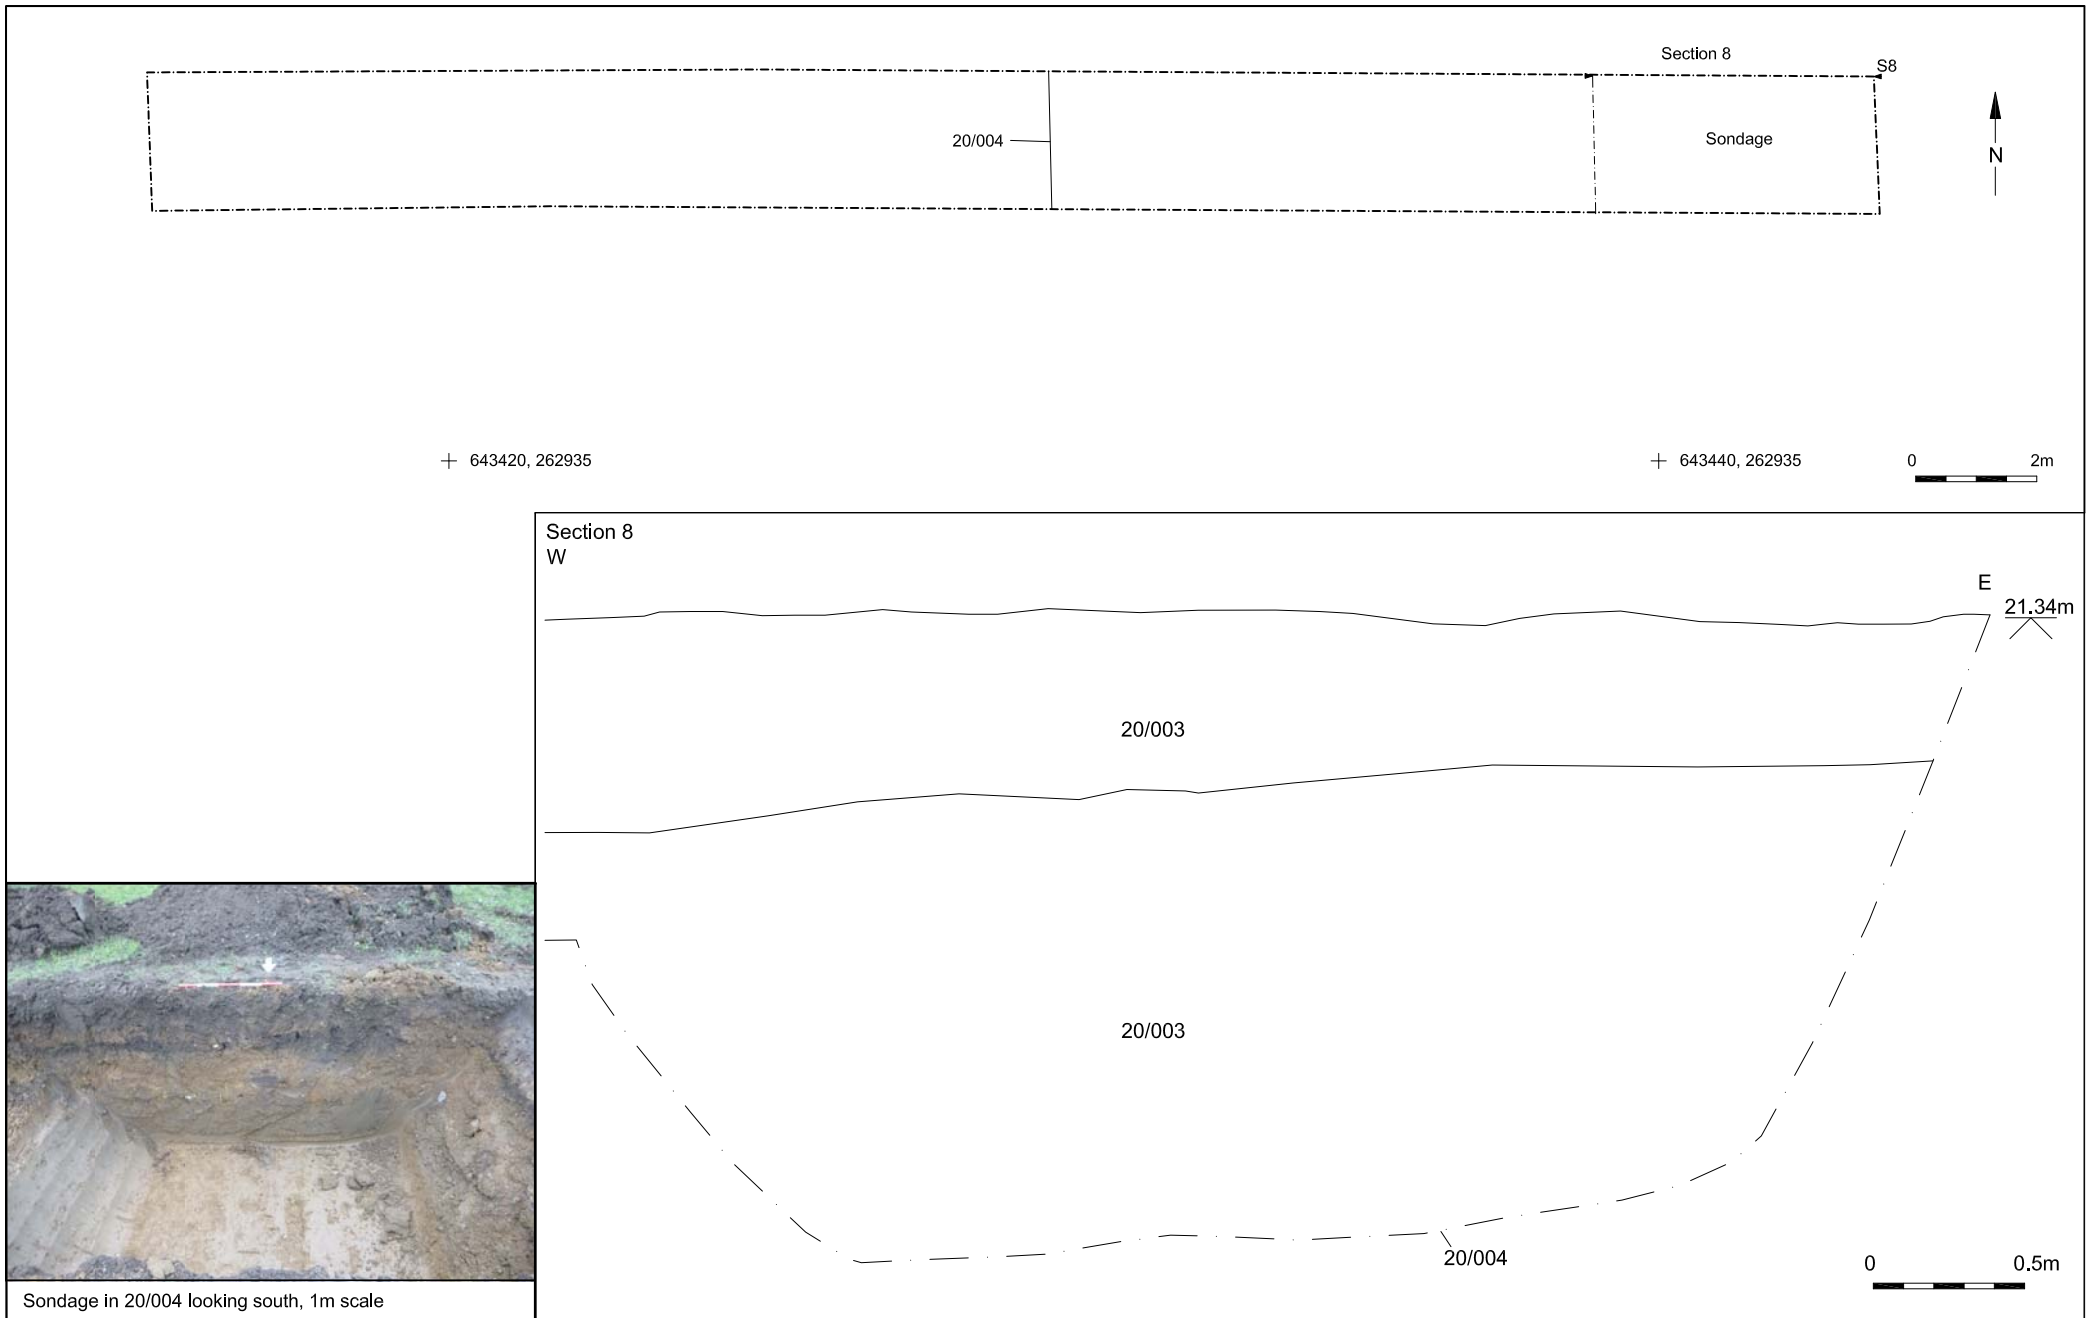 Section 8
S8
20/004
Sondage
N
643420, 262935
643440, 262935
0 2m
Section 8
W
E
21.34m
20/003
20/003
20/004
0 0.5m
Sondage in 20/004 looking south, 1m scale